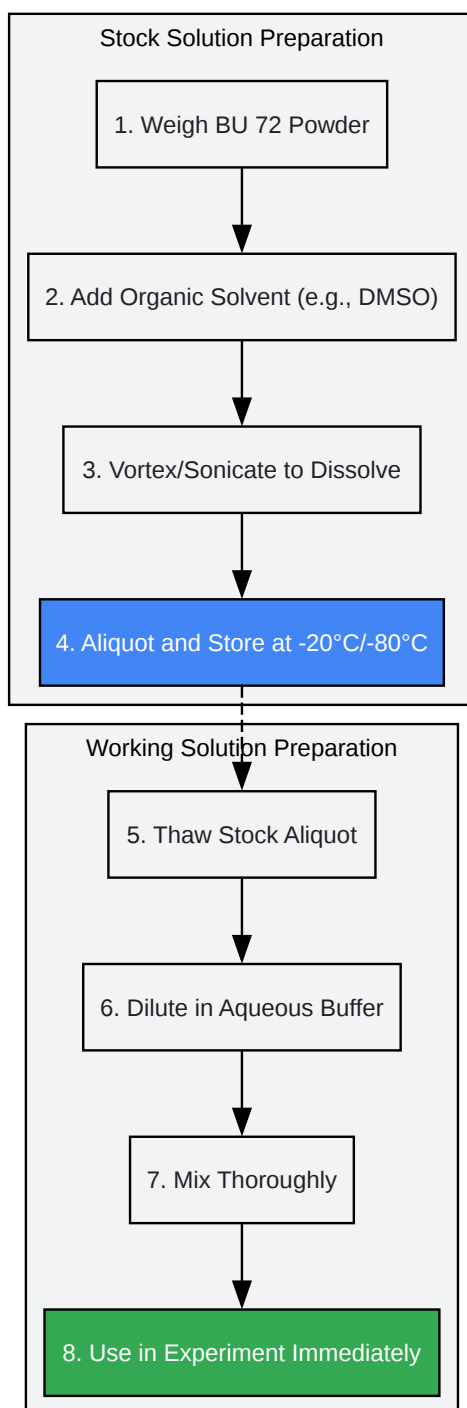 Stock Solution Preparation
1. Weigh BU 72 Powder
2. Add Organic Solvent (e.g., DMSO)
3. Vortex/Sonicate to Dissolve
4. Aliquot and Store at -20°C/-80°C
Working Solution Preparation
5. Thaw Stock Aliquot
6. Dilute in Aqueous Buffer
7. Mix Thoroughly
8. Use in Experiment Immediately